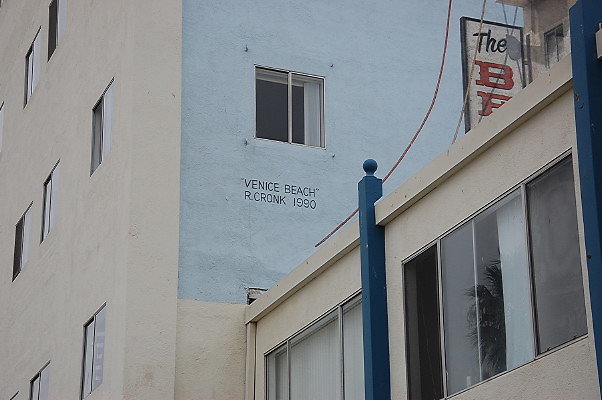 The
"VENICE BEACH"
R.CRONK 1990